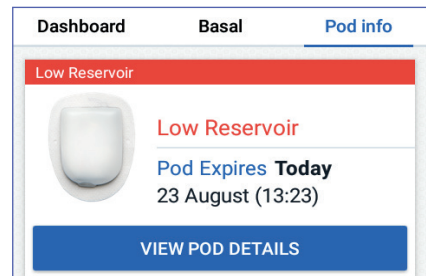 Dashboard Basal Pod info
Low Reservoir
Low Reservoir
Pod Expires Today
23 August (13:23)
VIEW POD DETAILS